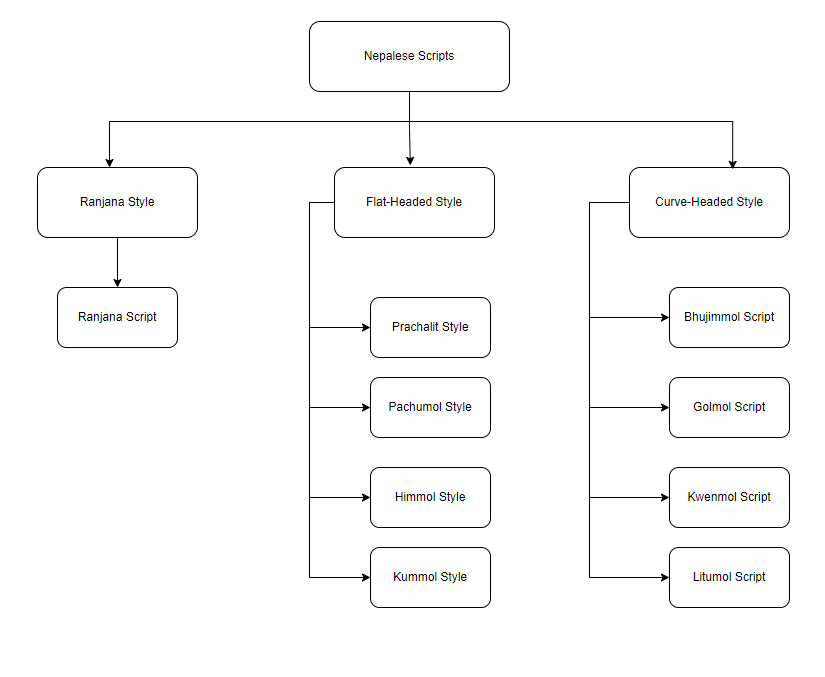 Nepalese Scripts
Ranjana Style
Flat-Headed Style
Curve-Headed Style
Ranjana Script
Prachalit Style
Pachumol Style
Himmol Style
Kummol Style
Bhujimmol Script
Golmol Script
Kwenmol Script
Litumol Script